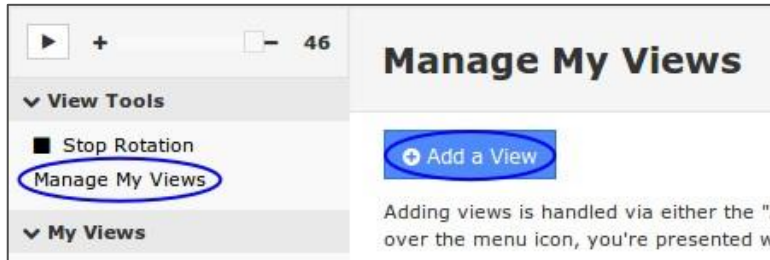 + – 46
View Tools
Stop Rotation
Manage My Views
My Views
Manage My Views
Add a View
Adding views is handled via either the "
over the menu icon, you're presented w